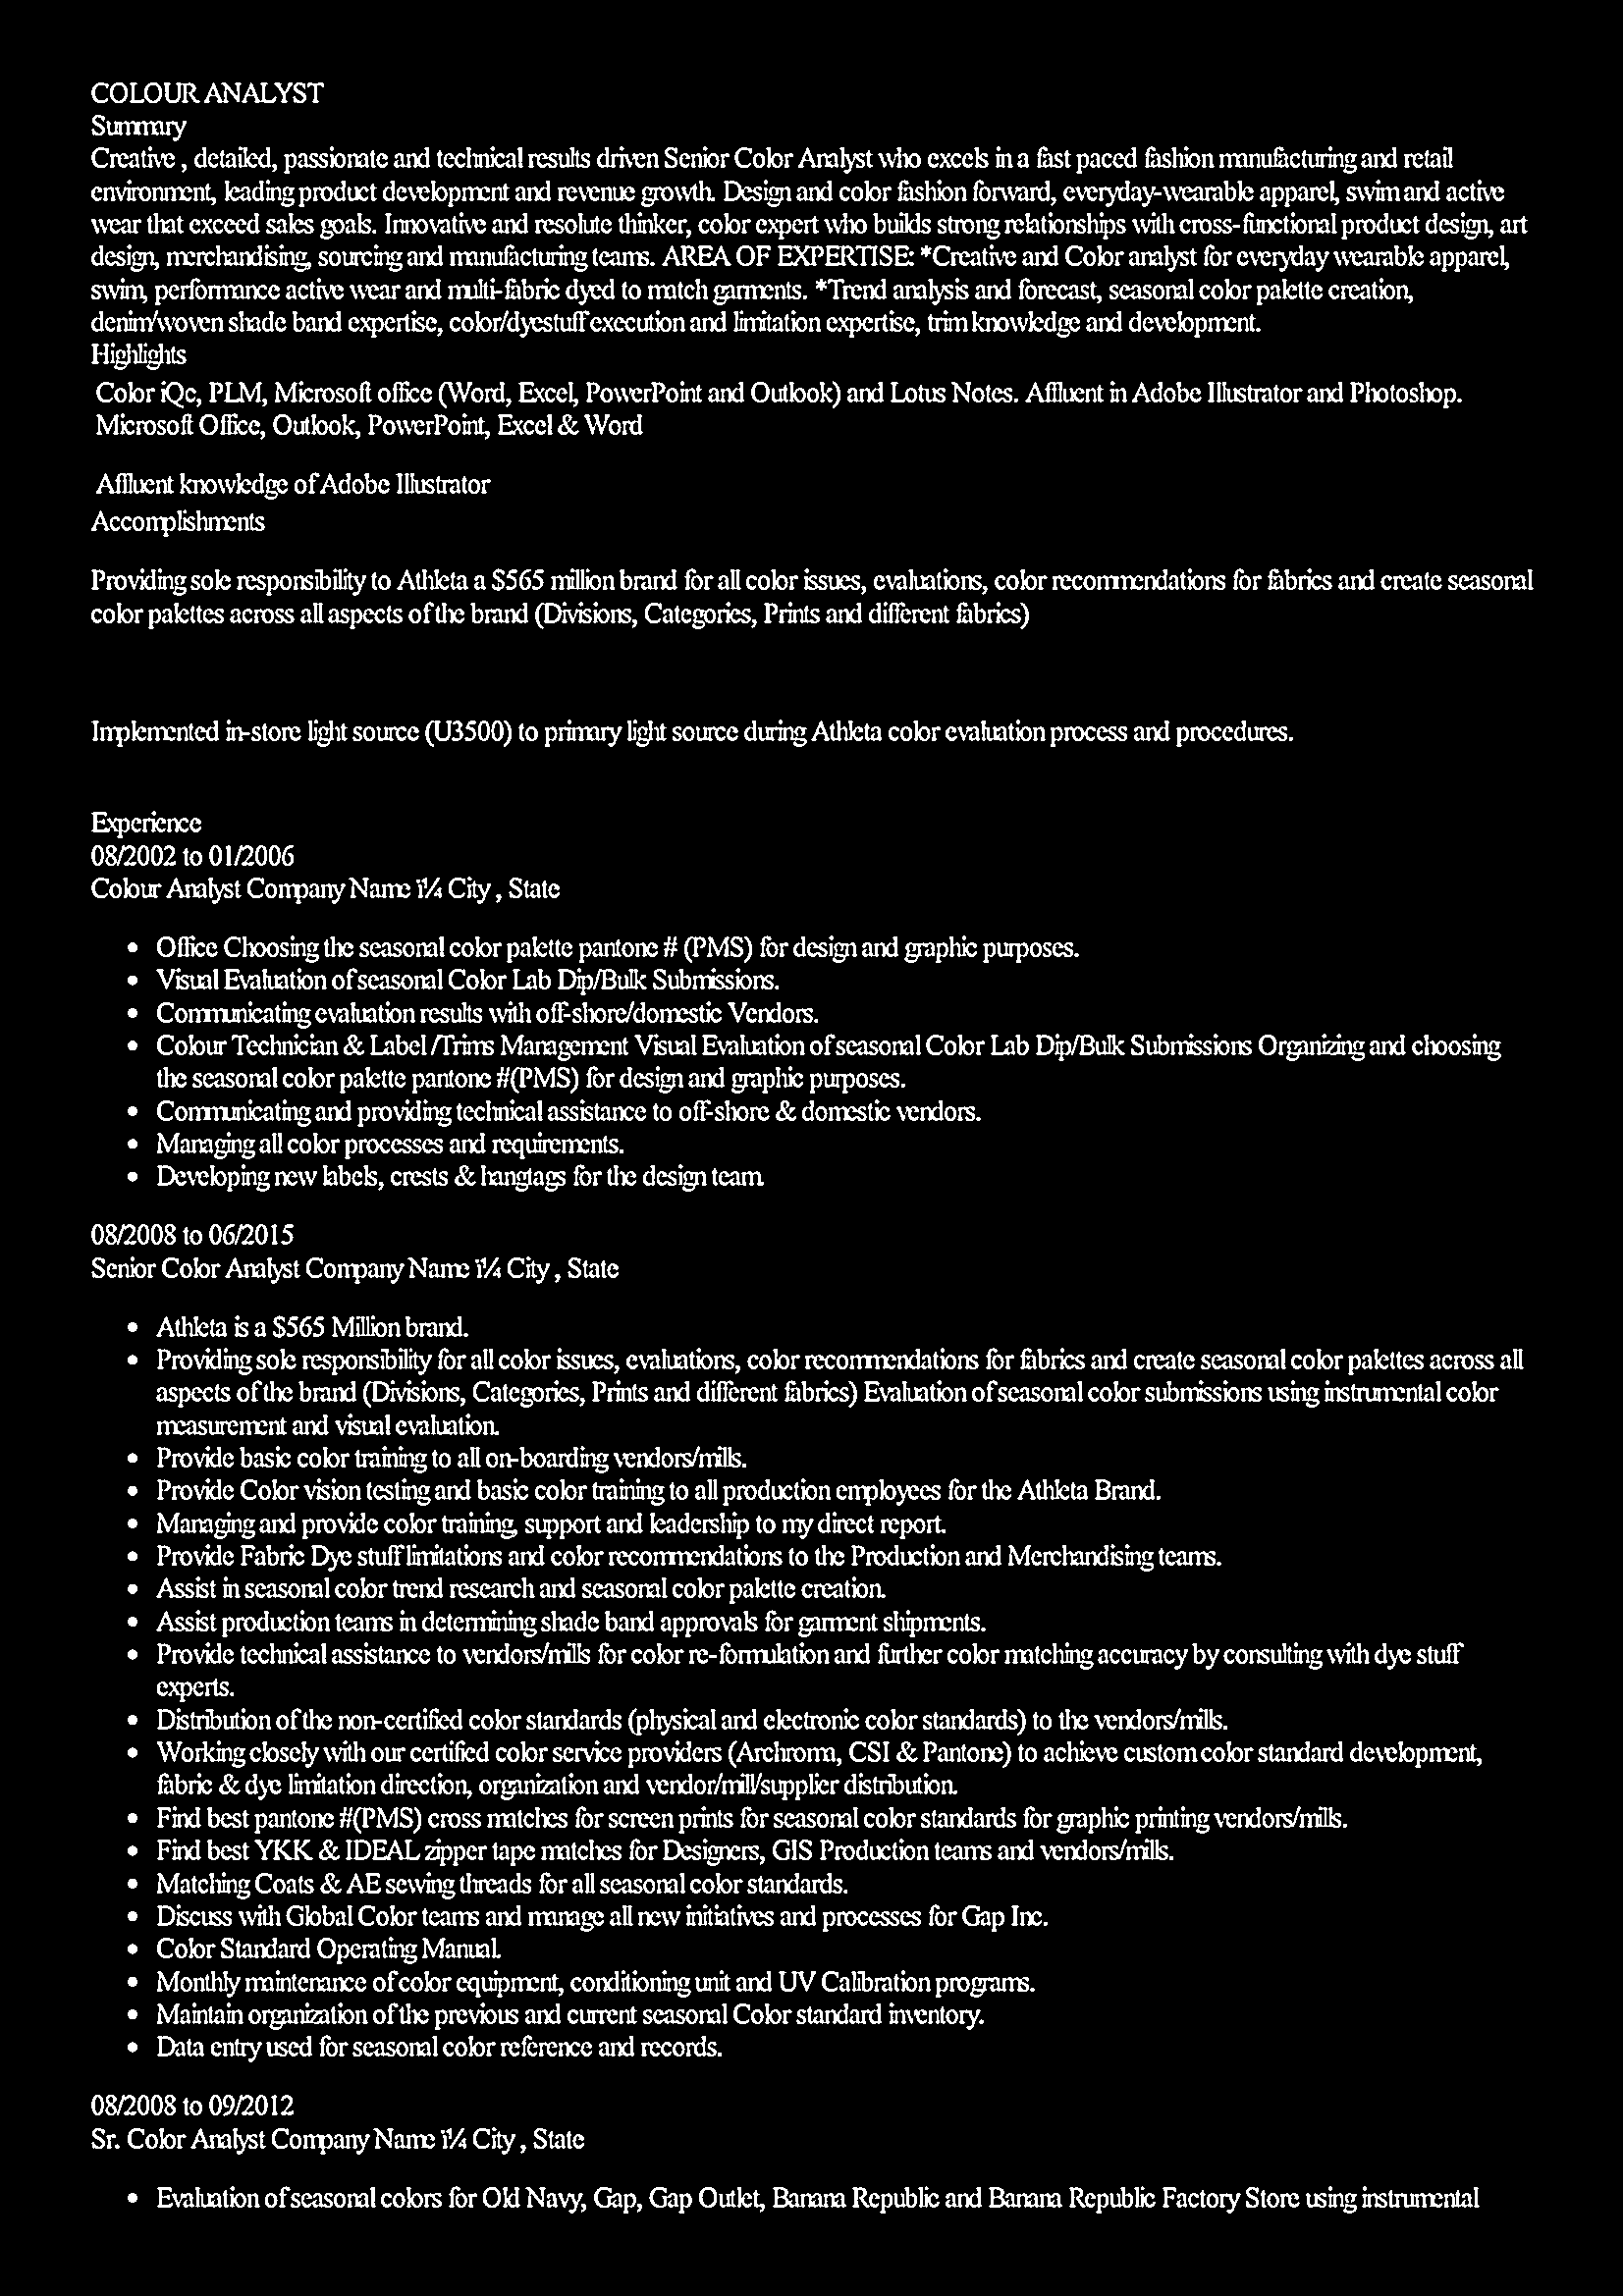 COLOUR ANALYST
Summary
Creative , detailed, passionate and technical results driven Senior Color Analyst who excels in a fast paced fashion manufacturing and retail
environment, leading product development and revenue growth. Design and color fashion forward, everyday-wearable apparel, swim and active
wear that exceed sales goals. Innovative and resolute thinker, color expert who builds strong relationships with cross-functional product design, art
design, merchandising, sourcing and manufacturing teams. AREA OF EXPERTISE: *Creative and Color analyst for everyday wearable apparel,
swim, performance active wear and multi-fabric dyed to match garments. *Trend analysis and forecast, seasonal color palette creation,
denim/woven shade band expertise, color/dyestuff execution and limitation expertise, trim knowledge and development.
Highlights
Color iQc, PLM, Microsoft office (Word, Excel, PowerPoint and Outlook) and Lotus Notes. Affluent in Adobe Illustrator and Photoshop.
Microsoft Office, Outlook, PowerPoint, Excel & Word
Affluent knowledge of Adobe Illustrator
Accomplishments
Providing sole responsibility to Athleta a $565 million brand for all color issues, evaluations, color recommendations for fabrics and create seasonal
color palettes across all aspects of the brand (Divisions, Categories, Prints and different fabrics)
Implemented in-store light source (U3500) to primary light source during Athleta color evaluation process and procedures.
Experience
08/2002 to 01/2006
Colour Analyst Company Name ï¼ City , State
• Office Choosing the seasonal color palette pantone # (PMS) for design and graphic purposes.
• Visual Evaluation of seasonal Color Lab Dip/Bulk Submissions.
• Communicating evaluation results with off-shore/domestic Vendors.
• Colour Technician & Label /Trims Management Visual Evaluation of seasonal Color Lab Dip/Bulk Submissions Organizing and choosing
the seasonal color palette pantone #(PMS) for design and graphic purposes.
• Communicating and providing technical assistance to off-shore & domestic vendors.
• Managing all color processes and requirements.
• Developing new labels, crests & hangtags for the design team.
08/2008 to 06/2015
Senior Color Analyst Company Name ï¼ City , State
• Athleta is a $565 Million brand.
• Providing sole responsibility for all color issues, evaluations, color recommendations for fabrics and create seasonal color palettes across all
aspects of the brand (Divisions, Categories, Prints and different fabrics) Evaluation of seasonal color submissions using instrumental color
measurement and visual evaluation.
• Provide basic color training to all on-boarding vendors/mills.
• Provide Color vision testing and basic color training to all production employees for the Athleta Brand.
• Managing and provide color training, support and leadership to my direct report.
• Provide Fabric Dye stuff limitations and color recommendations to the Production and Merchandising teams.
• Assist in seasonal color trend research and seasonal color palette creation.
• Assist production teams in determining shade band approvals for garment shipments.
• Provide technical assistance to vendors/mills for color re-formulation and further color matching accuracy by consulting with dye stuff
experts.
• Distribution of the non-certified color standards (physical and electronic color standards) to the vendors/mills.
• Working closely with our certified color service providers (Archroma, CSI & Pantone) to achieve custom color standard development,
fabric & dye limitation direction, organization and vendor/mill/supplier distribution.
• Find best pantone #(PMS) cross matches for screen prints for seasonal color standards for graphic printing vendors/mills.
• Find best YKK & IDEAL zipper tape matches for Designers, GIS Production teams and vendors/mills.
• Matching Coats & AE sewing threads for all seasonal color standards.
• Discuss with Global Color teams and manage all new initiatives and processes for Gap Inc.
• Color Standard Operating Manual.
• Monthly maintenance of color equipment, conditioning unit and UV Calibration programs.
• Maintain organization of the previous and current seasonal Color standard inventory.
• Data entry used for seasonal color reference and records.
08/2008 to 09/2012
Sr. Color Analyst Company Name ï¼ City , State
• Evaluation of seasonal colors for Old Navy, Gap, Gap Outlet, Banana Republic and Banana Republic Factory Store using instrumental